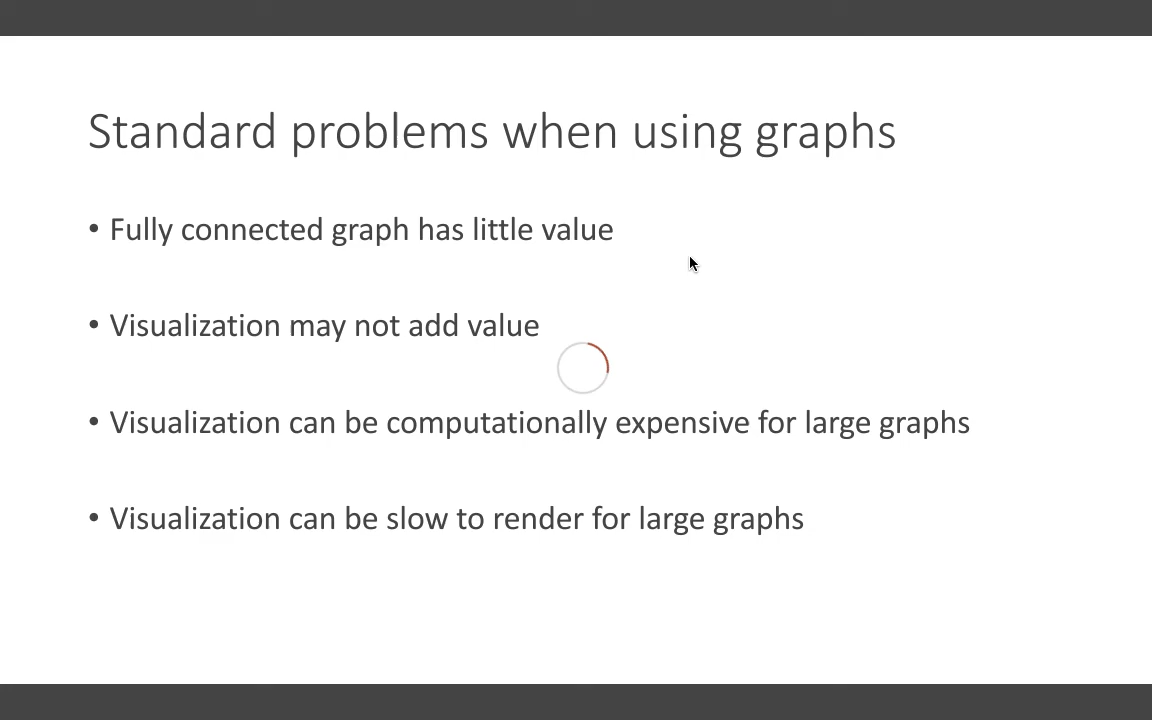 Standard problems when using graphs
• Fully connected graph has little value
• Visualization may not add value
• Visualization can be computationally expensive for large graphs
• Visualization can be slow to render for large graphs